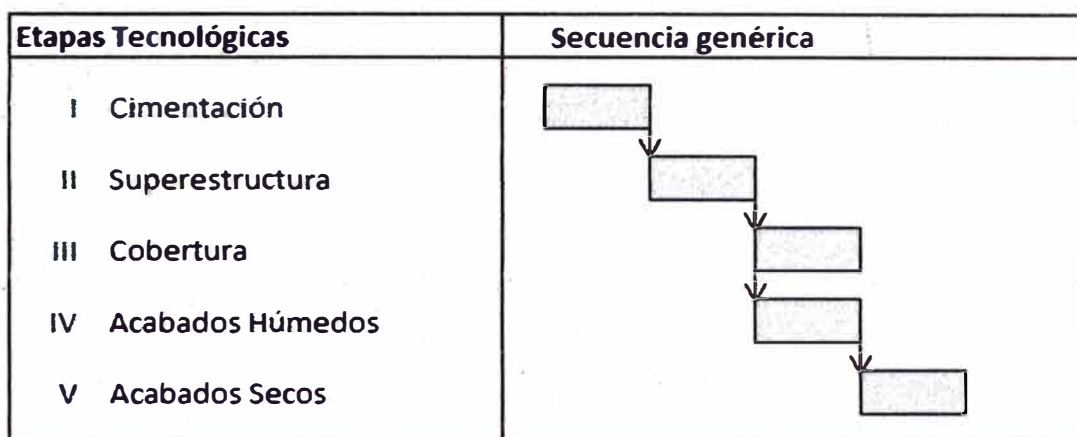 Etapas Tecnológicas Secuencia genérica
I Cimentación
II Superestructura
III Cobertura
IV Acabados Húmedos
V Acabados Secos